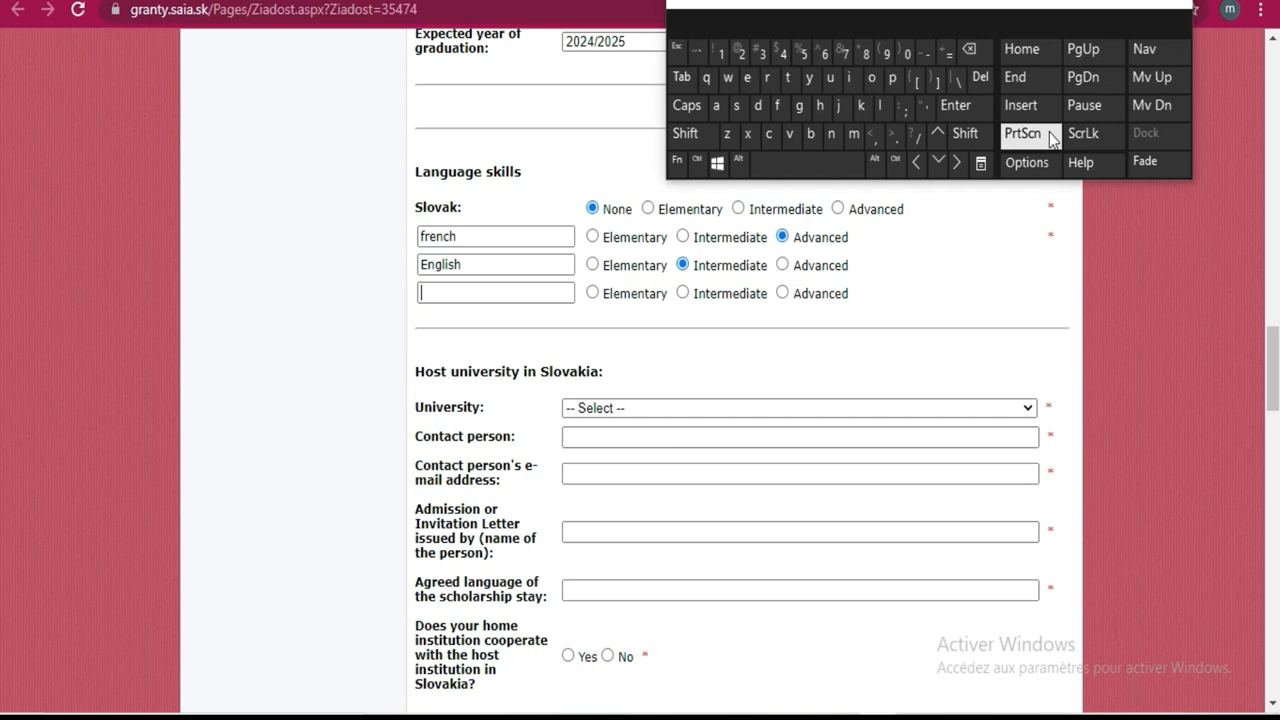 granty.saia.sk/Pages/Ziadost.aspx?Ziadost=35474
m
Expected year of
graduation:
2024/2025
Esc ~` !1 @2 #3 $4 %5 ^6 &7 *8 (9 )0 _- += Home PgUp Nav
Tab q w e r t y u i o p {[ }] |\ Del End PgDn Mv Up
Caps a s d f g h j k l :; "' Enter Insert Pause Mv Dn
Shift z x c v b n m <, >. ?/ Shift PrtScn ScrLk Dock
Fn Ctrl Alt Alt Ctrl Options Help Fade
Language skills
Slovak: None Elementary Intermediate Advanced *
french Elementary Intermediate Advanced *
English Elementary Intermediate Advanced
Elementary Intermediate Advanced
Host university in Slovakia:
University: -- Select -- *
Contact person: *
Contact person's e-
mail address: *
Admission or
Invitation Letter
issued by (name of
the person): *
Agreed language of
the scholarship stay: *
Does your home
institution cooperate
with the host
institution in
Slovakia?
Yes No *
Activer Windows
Accédez aux paramètres pour activer Windows.